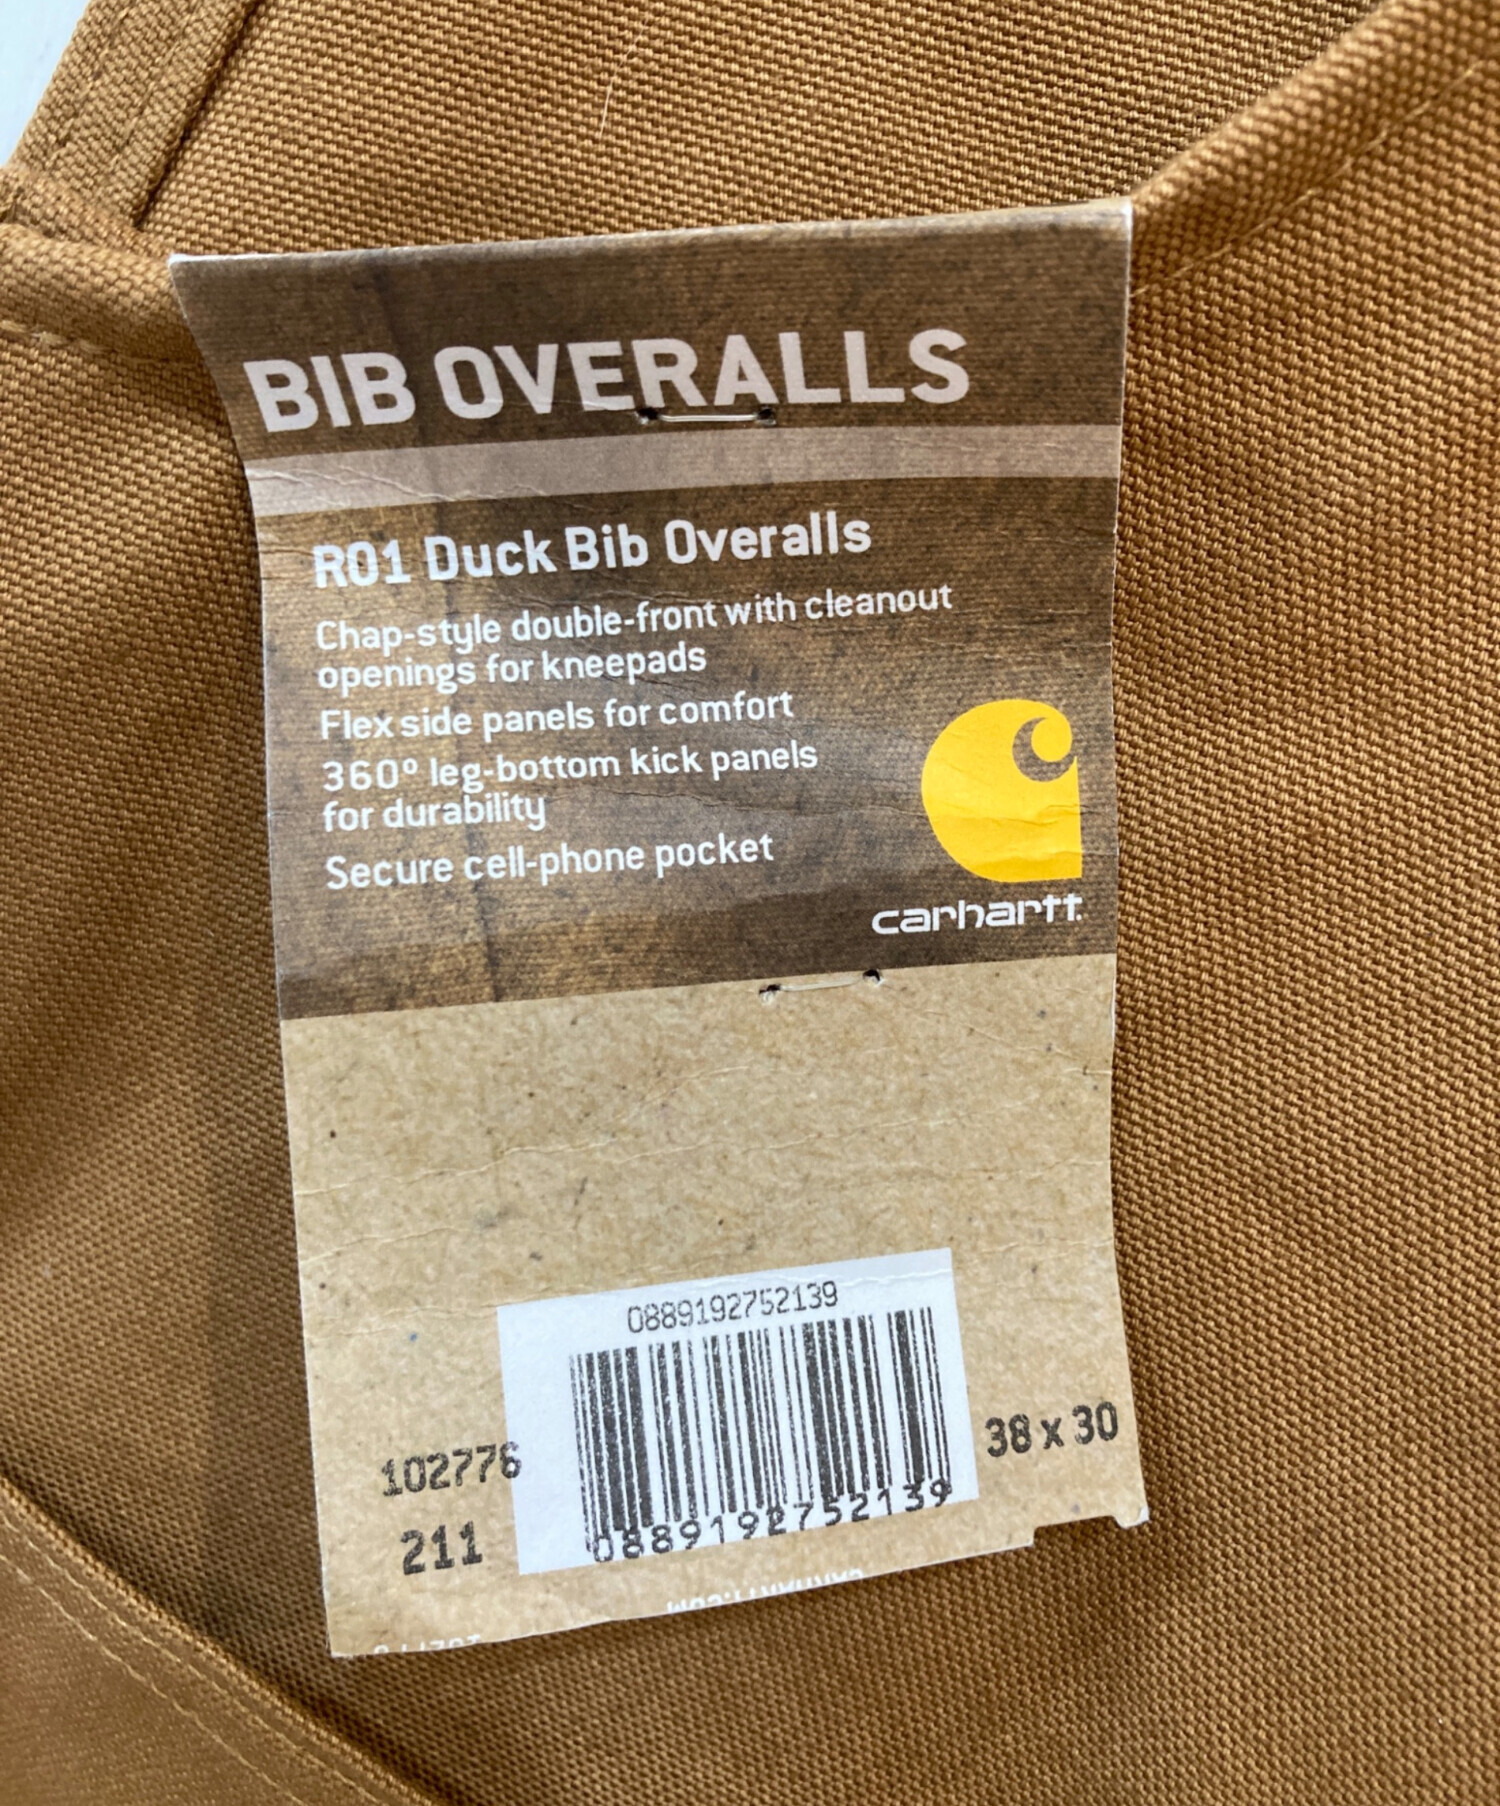 BIB OVERALLS
R01 Duck Bib Overalls
Chap-style double-front with cleanout
openings for kneepads
Flex side panels for comfort
360° leg-bottom kick panels
for durability
Secure cell-phone pocket
carhartt.
0889192752139
102776
211
38 x 30
0889192752139